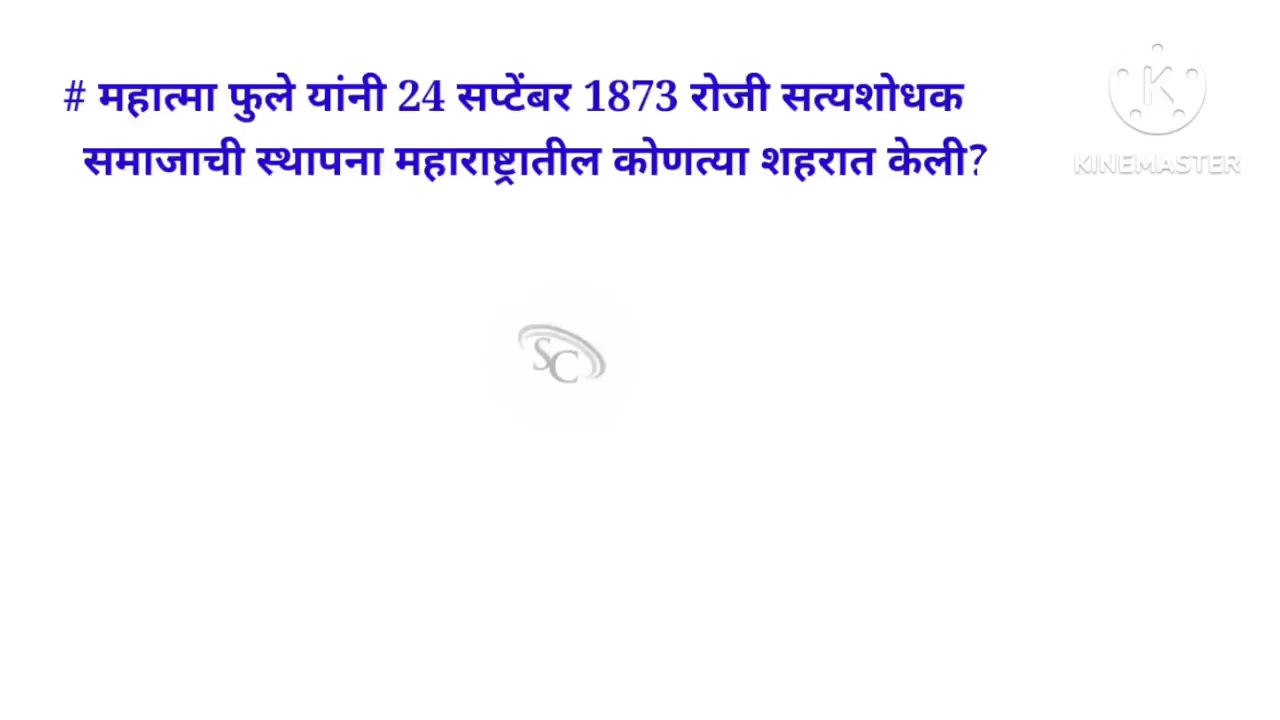 # महात्मा फुले यांनी 24 सप्टेंबर 1873 रोजी सत्यशोधक
समाजाची स्थापना महाराष्ट्रातील कोणत्या शहरात केली?
K
KINEMASTER
SC